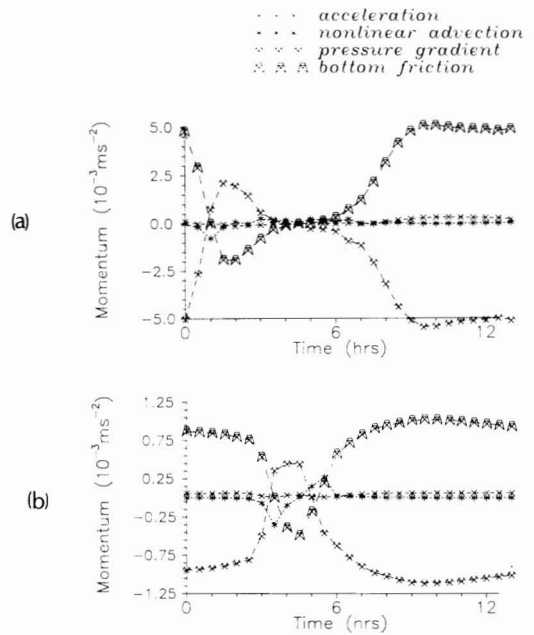 acceleration
nonlinear advection
pressure gradient
bottom friction
(a)
Momentum (10⁻³ms⁻²)
5.0
2.5
0.0
-2.5
-5.0
0
6
12
Time (hrs)
(b)
Momentum (10⁻³ms⁻²)
1.25
0.75
0.25
-0.25
-0.75
-1.25
0
6
12
Time (hrs)